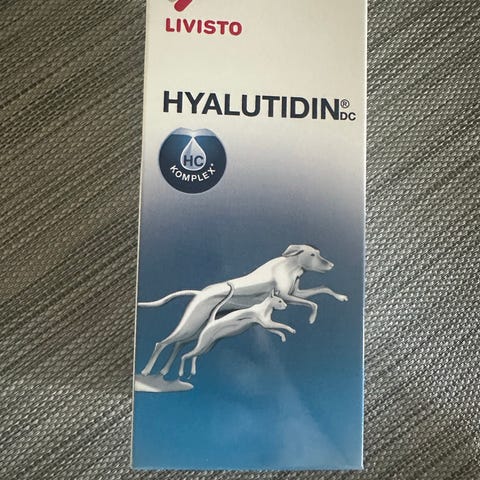 LIVISTO
HYALUTIDIN® DC
HC
KOMPLEX*